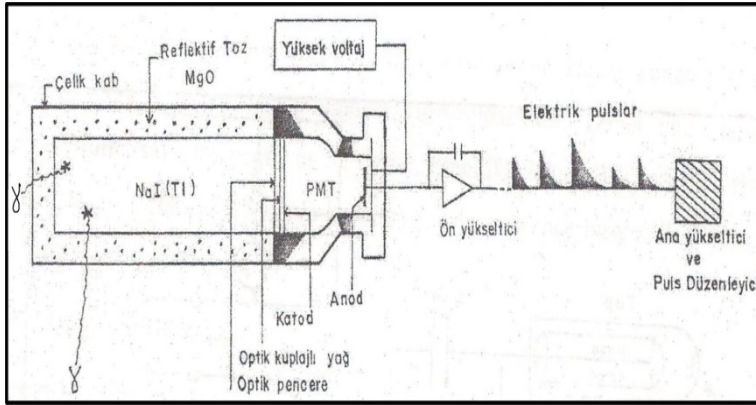 Çelik kab
Reflektif Toz
MgO
Yüksek voltaj
Elektrik pulslar
γ
NaI(Tl)
PMT
Ön yükseltici
Ana yükseltici
ve
Puls Düzenleyic
Anod
Katod
Optik kuplajlı yağ
Optik pencere
γ